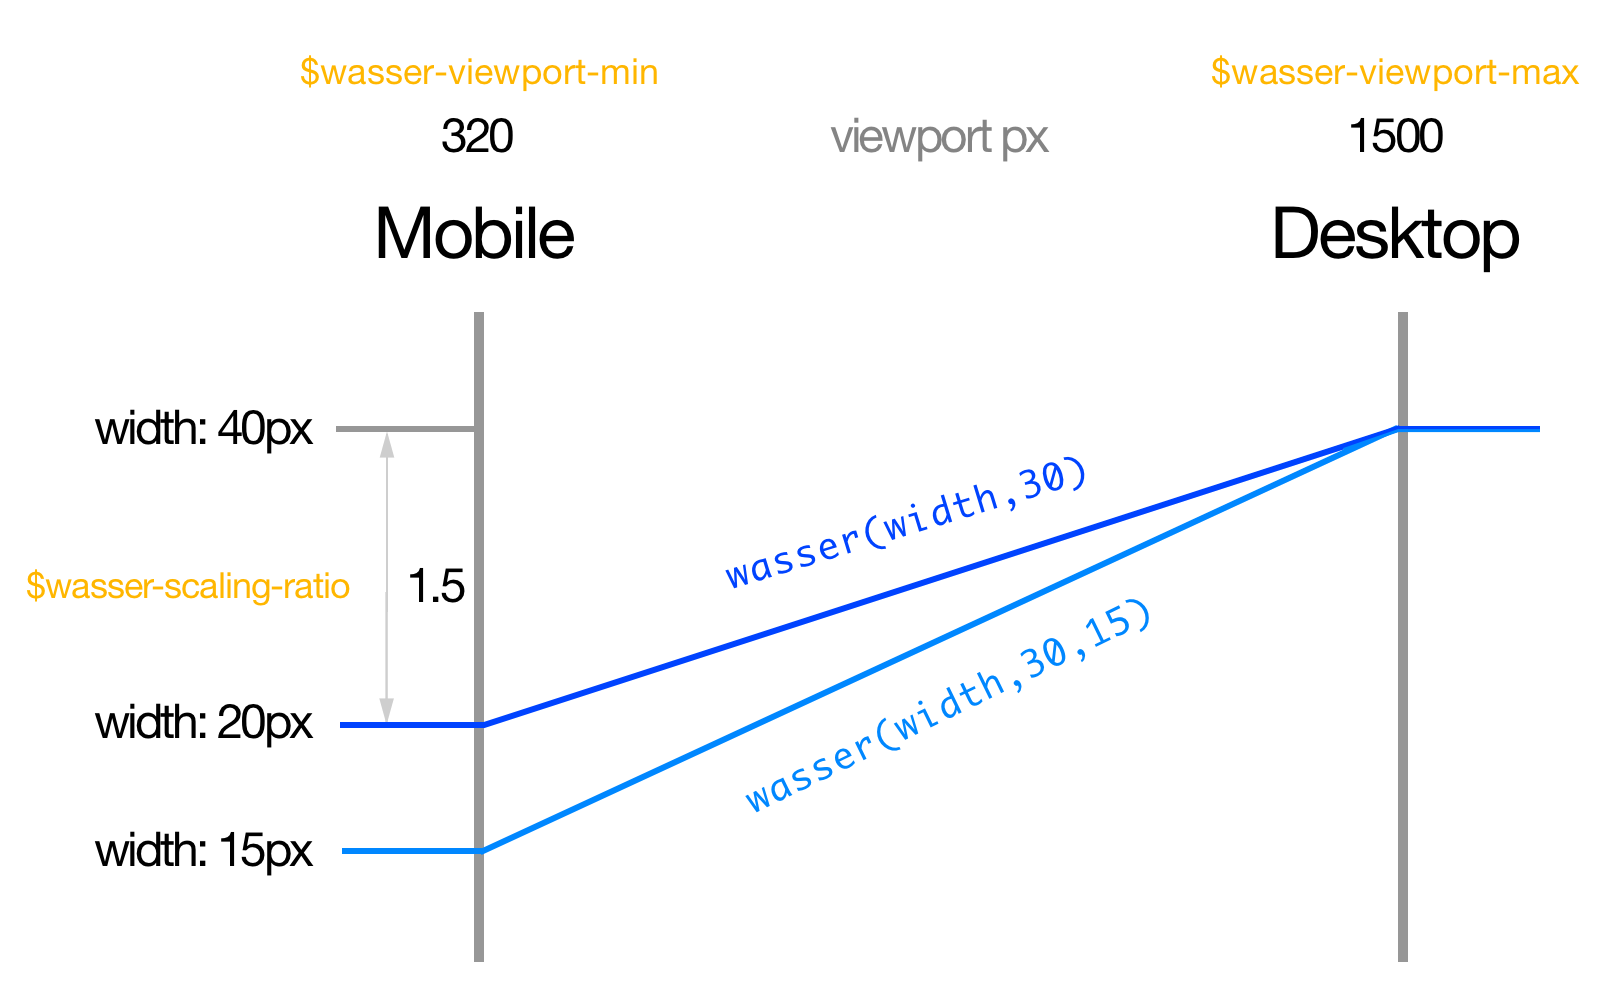 $wasser-viewport-min
$wasser-viewport-max
320
viewport px
1500
Mobile
Desktop
width: 40px
wasser(width,30)
$wasser-scaling-ratio
1.5
wasser(width,30,15)
width: 20px
width: 15px